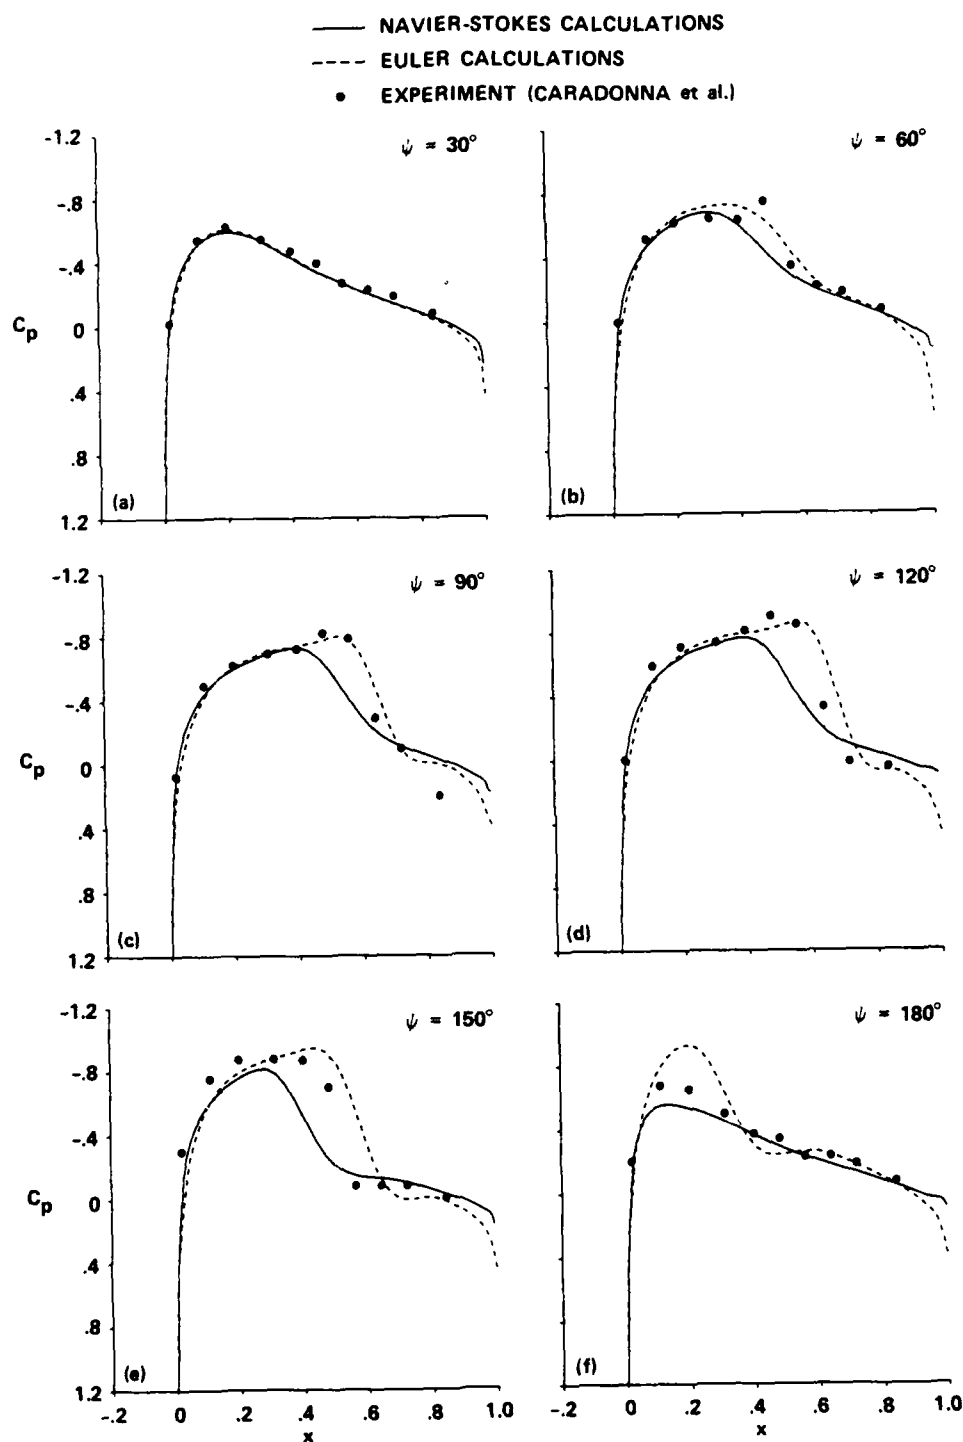 NAVIER-STOKES CALCULATIONS
EULER CALCULATIONS
EXPERIMENT (CARADONNA et al.)
ψ = 30°
-1.2
-.8
-.4
Cp 0
.4
.8
1.2
(a)
ψ = 60°
(b)
ψ = 90°
-1.2
-.8
-.4
Cp 0
.4
.8
1.2
(c)
ψ = 120°
(d)
ψ = 150°
-1.2
-.8
-.4
Cp 0
.4
.8
1.2
(e)
-.2 0 .2 .4 .6 .8 1.0
x
ψ = 180°
(f)
-.2 0 .2 .4 .6 .8 1.0
x